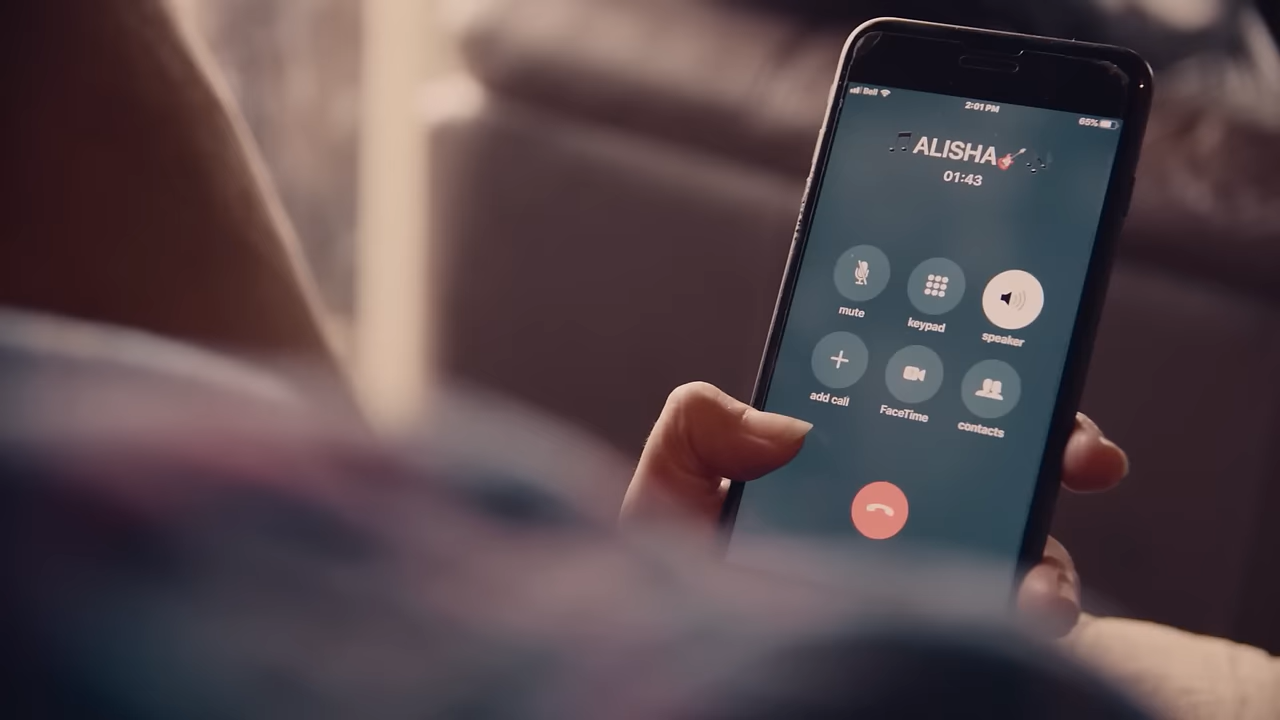 Bell
2:01 PM
65%
🎵ALISHA🎸🎶
01:43
mute
keypad
speaker
add call
FaceTime
contacts